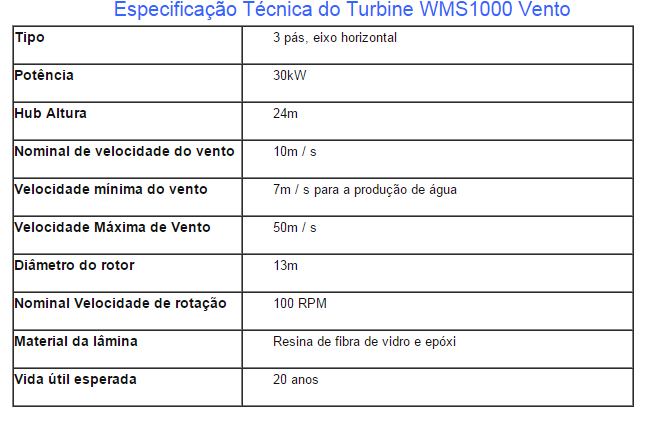 Especificação Técnica do Turbine WMS1000 Vento
Tipo 3 pás, eixo horizontal
Potência 30kW
Hub Altura 24m
Nominal de velocidade do vento 10m / s
Velocidade mínima do vento 7m / s para a produção de água
Velocidade Máxima de Vento 50m / s
Diâmetro do rotor 13m
Nominal Velocidade de rotação 100 RPM
Material da lâmina Resina de fibra de vidro e epóxi
Vida útil esperada 20 anos